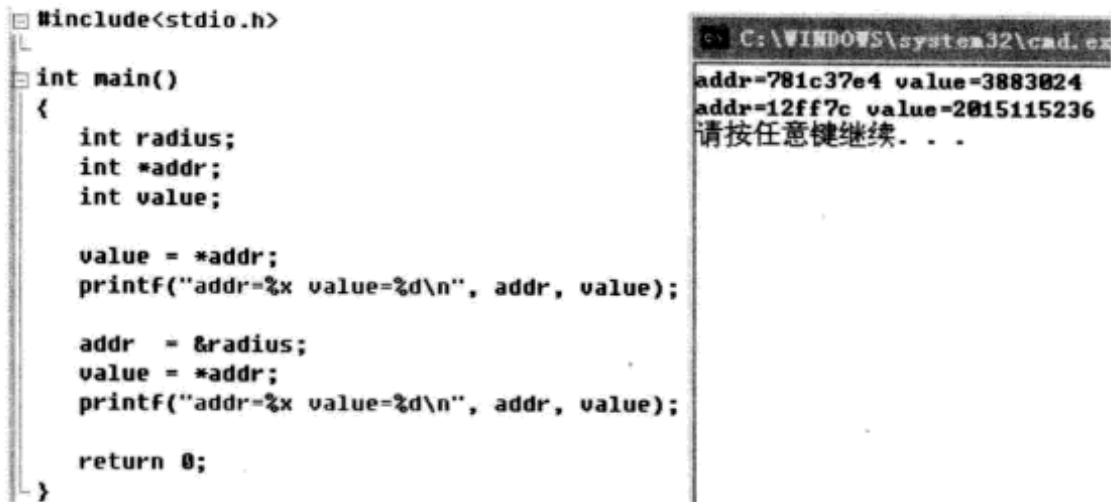 #include<stdio.h>
int main()
{
int radius;
int *addr;
int value;
value = *addr;
printf("addr=%x value=%d\n", addr, value);
addr = &radius;
value = *addr;
printf("addr=%x value=%d\n", addr, value);
return 0;
}
C:\WINDOWS\system32\cmd.ex
addr=781c37e4 value=3883024
addr=12ff7c value=2015115236
请按任意键继续. . .